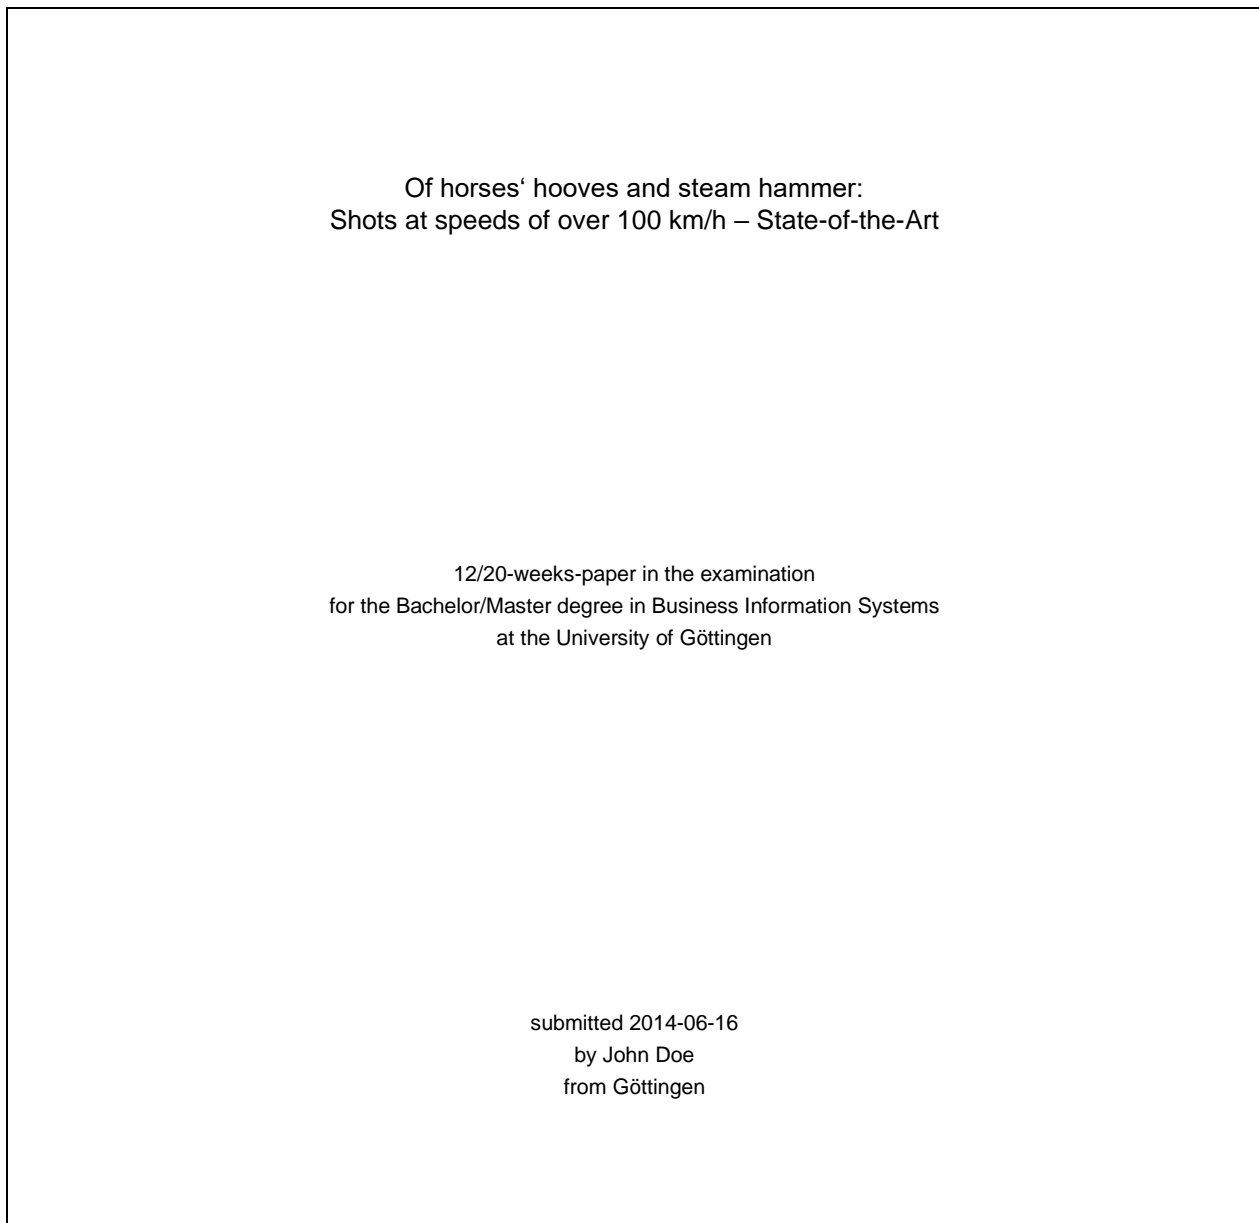 Of horses‘ hooves and steam hammer:
Shots at speeds of over 100 km/h – State-of-the-Art
12/20-weeks-paper in the examination
for the Bachelor/Master degree in Business Information Systems
at the University of Göttingen
submitted 2014-06-16
by John Doe
from Göttingen